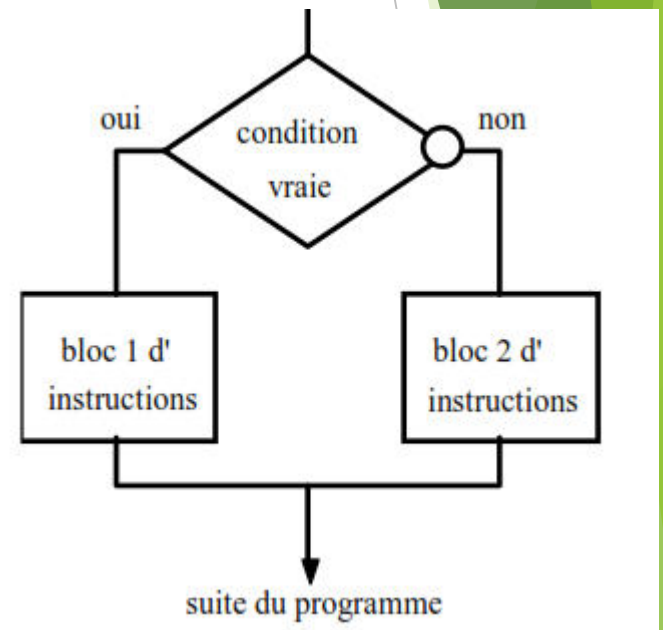 oui
condition
vraie
non
bloc 1 d'
instructions
bloc 2 d'
instructions
suite du programme